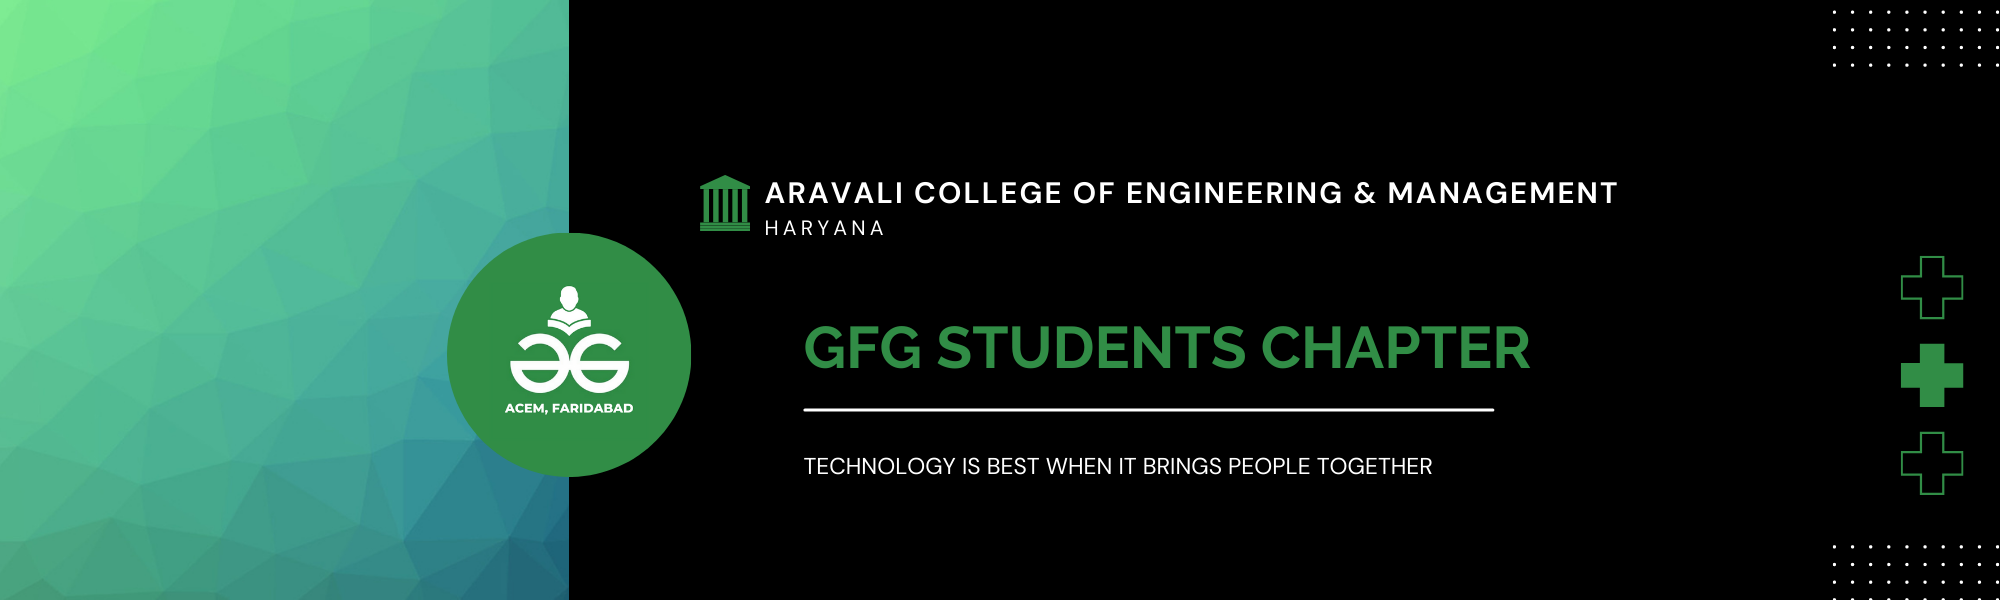 ARAVALI COLLEGE OF ENGINEERING & MANAGEMENT
HARYANA
GFG STUDENTS CHAPTER
TECHNOLOGY IS BEST WHEN IT BRINGS PEOPLE TOGETHER
ACEM, FARIDABAD